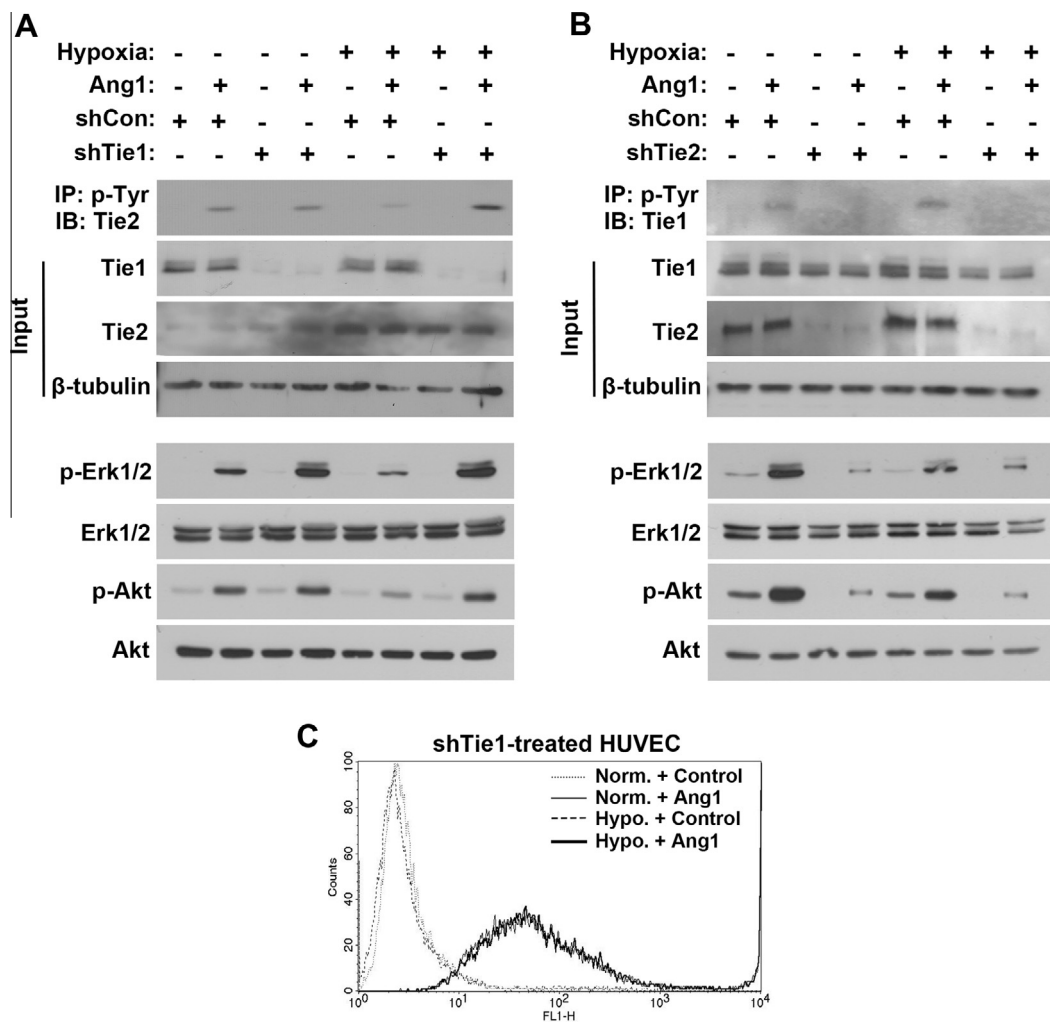 A
Hypoxia: - - - - + + + +
Ang1: - + - + - + - +
shCon: + + - - + + - -
shTie1: - - + + - - + +
IP: p-Tyr
IB: Tie2
Input
Tie1
Tie2
β-tubulin
p-Erk1/2
Erk1/2
p-Akt
Akt
B
Hypoxia: - - - - + + + +
Ang1: - + - + - + - +
shCon: + + - - + + - -
shTie2: - - + + - - + +
IP: p-Tyr
IB: Tie1
Input
Tie1
Tie2
β-tubulin
p-Erk1/2
Erk1/2
p-Akt
Akt
C
shTie1-treated HUVEC
Norm. + Control
Norm. + Ang1
Hypo. + Control
Hypo. + Ang1
Counts
100
80
60
40
20
0
10⁰ 10¹ 10² 10³ 10⁴
FL1-H